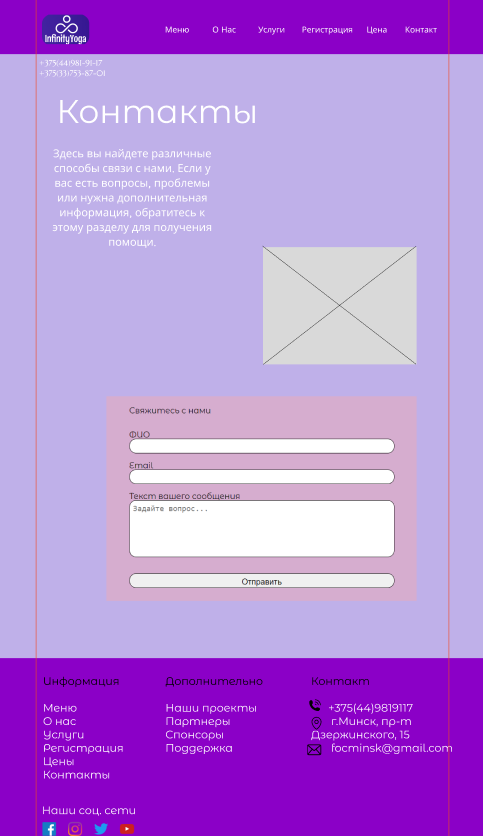 InfinityYoga
Меню О Нас Услуги Регистрация Цена Контакт
+375(44)981-91-17
+375(33)753-87-01
Контакты
Здесь вы найдете различные
способы связи с нами. Если у
вас есть вопросы, проблемы
или нужна дополнительная
информация, обратитесь к
этому разделу для получения
помощи.
Свяжитесь с нами
ФИО
Email
Текст вашего сообщения
Задайте вопрос...
Отправить
Информация
Меню
О нас
Услуги
Регистрация
Цены
Контакты
Дополнительно
Наши проекты
Партнеры
Спонсоры
Поддержка
Контакт
+375(44)9819117
г.Минск, пр-т
Дзержинского, 15
focminsk@gmail.com
Наши соц. сети